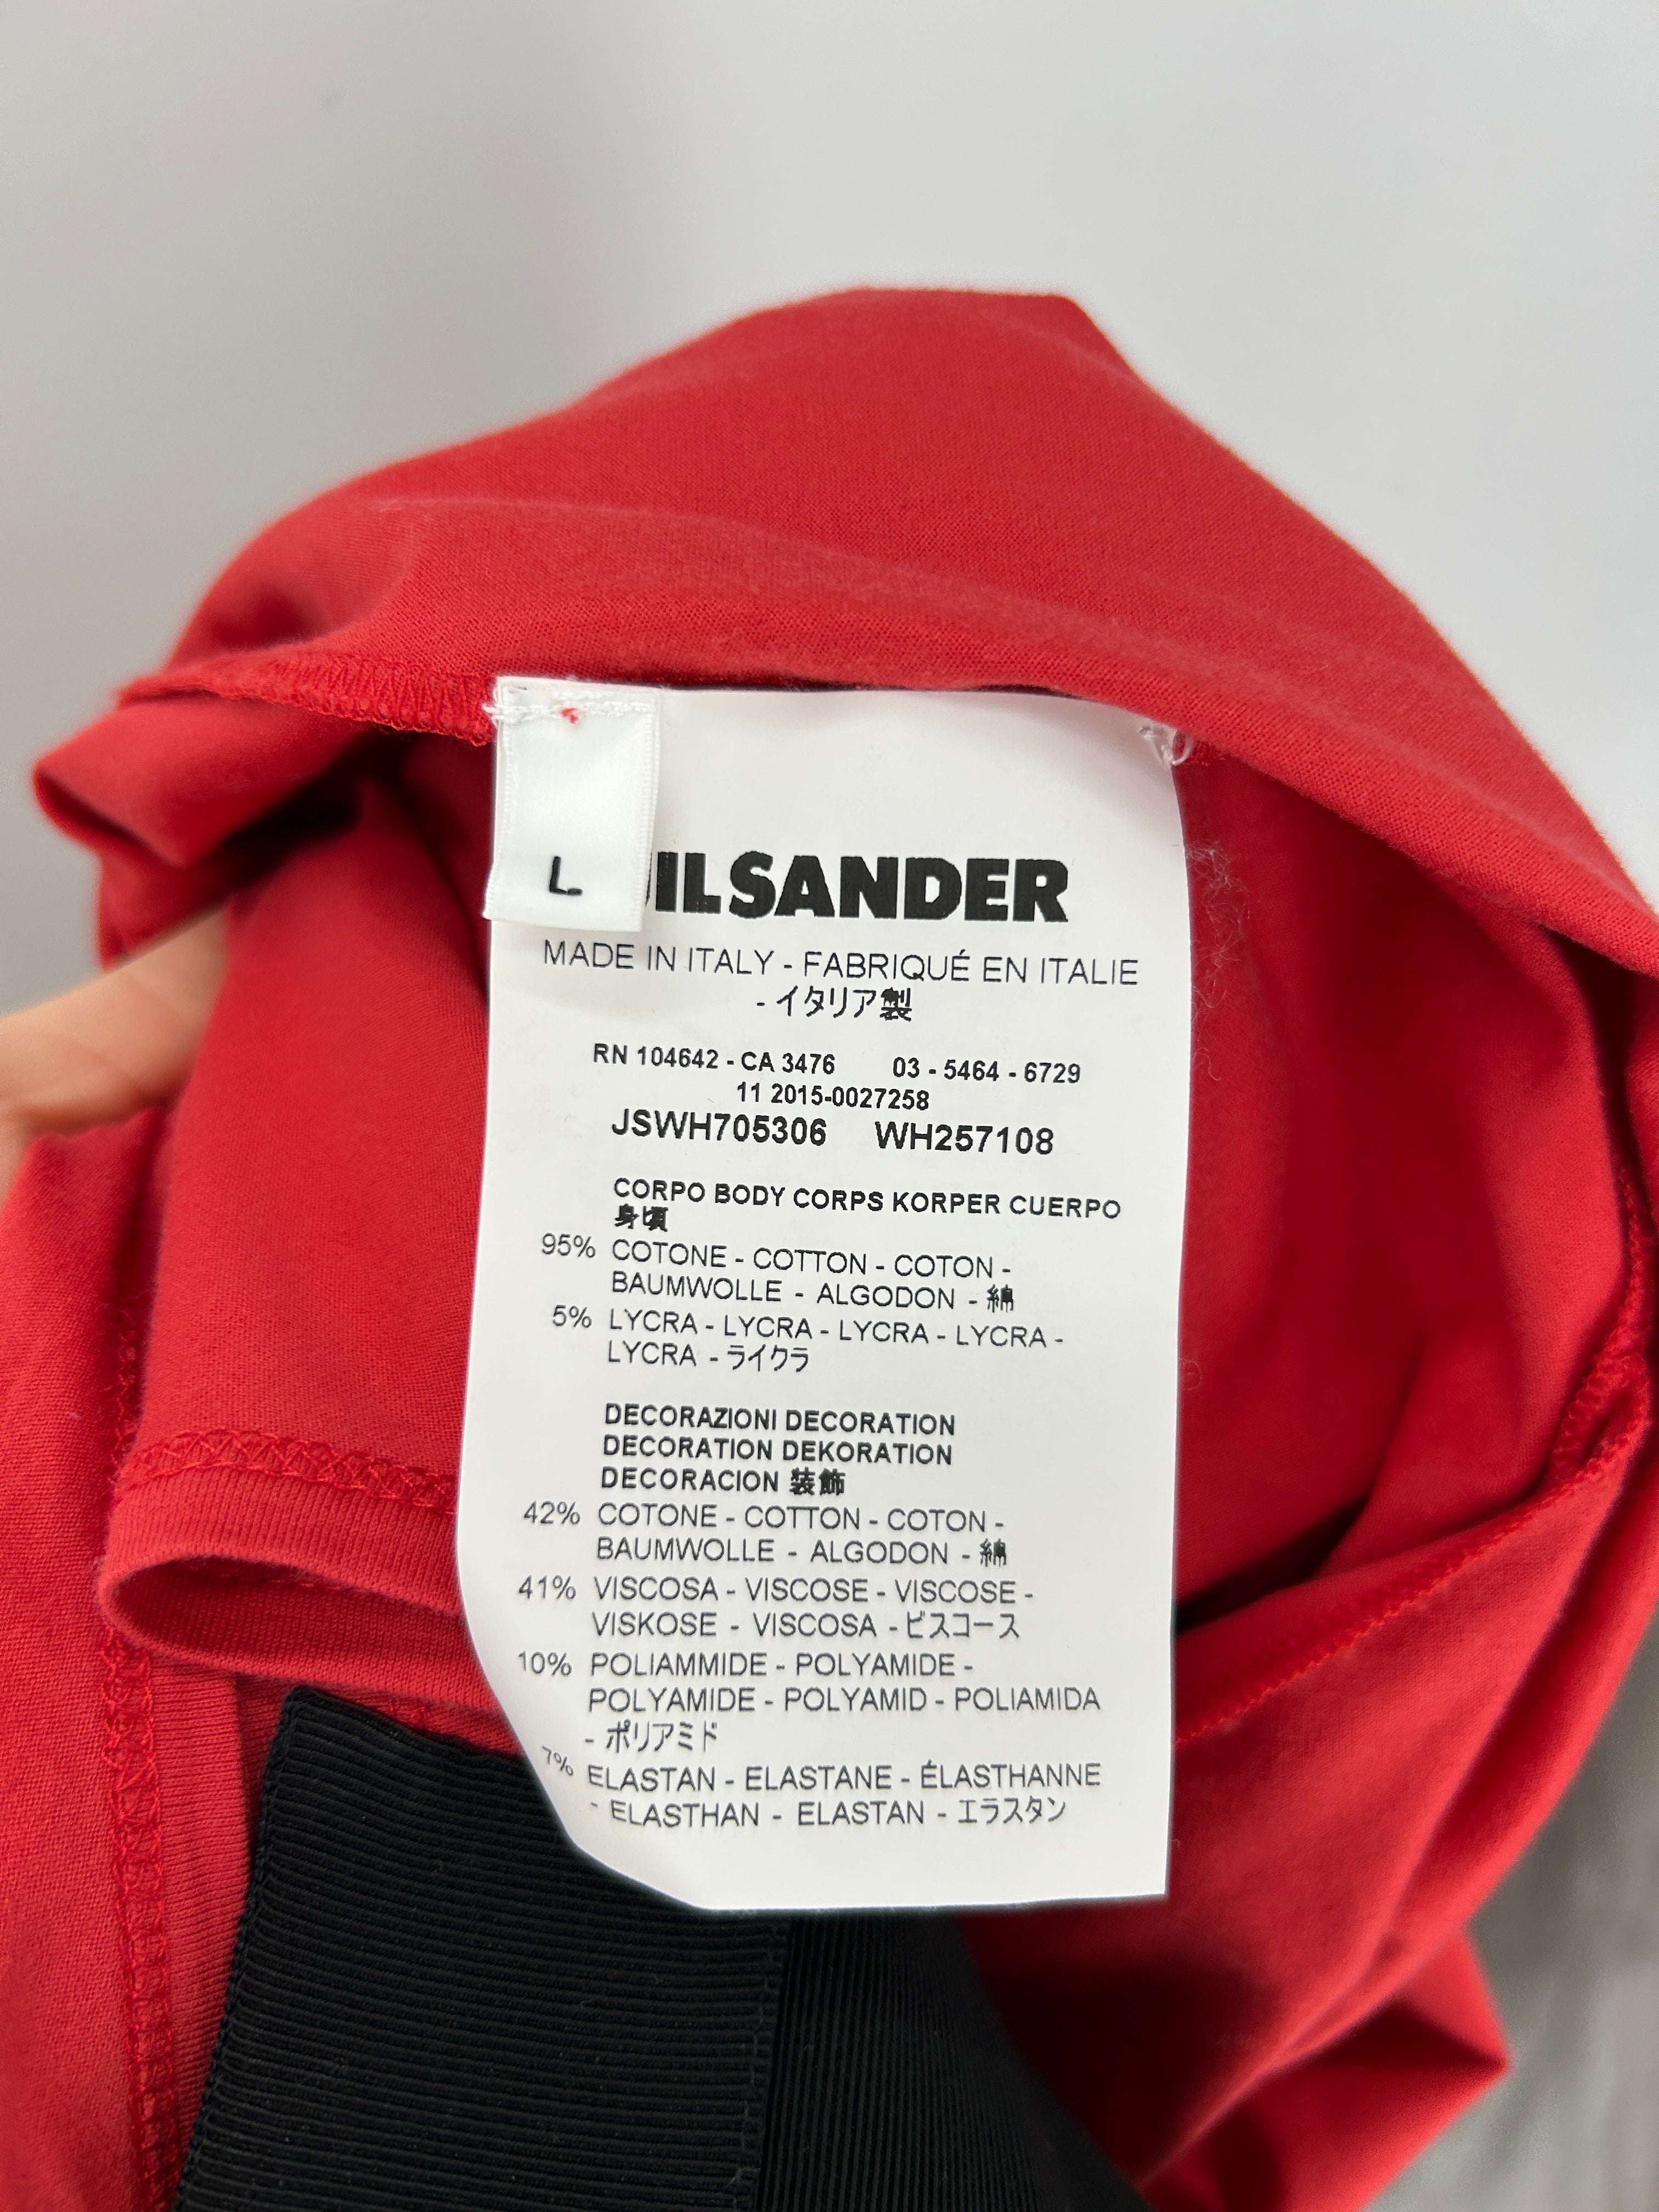 L
JILSANDER
MADE IN ITALY - FABRIQUÉ EN ITALIE
- イタリア製
RN 104642 - CA 3476 03 - 5464 - 6729
11 2015-0027258
JSWH705306 WH257108
CORPO BODY CORPS KORPER CUERPO
身頃
95% COTONE - COTTON - COTON -
BAUMWOLLE - ALGODON - 綿
5% LYCRA - LYCRA - LYCRA - LYCRA -
LYCRA - ライクラ
DECORAZIONI DECORATION
DECORATION DEKORATION
DECORACION 装飾
42% COTONE - COTTON - COTON -
BAUMWOLLE - ALGODON - 綿
41% VISCOSA - VISCOSE - VISCOSE -
VISKOSE - VISCOSA - ビスコース
10% POLIAMMIDE - POLYAMIDE -
POLYAMIDE - POLYAMID - POLIAMIDA
- ポリアミド
7% ELASTAN - ELASTANE - ÉLASTHANNE
- ELASTHAN - ELASTAN - エラスタン